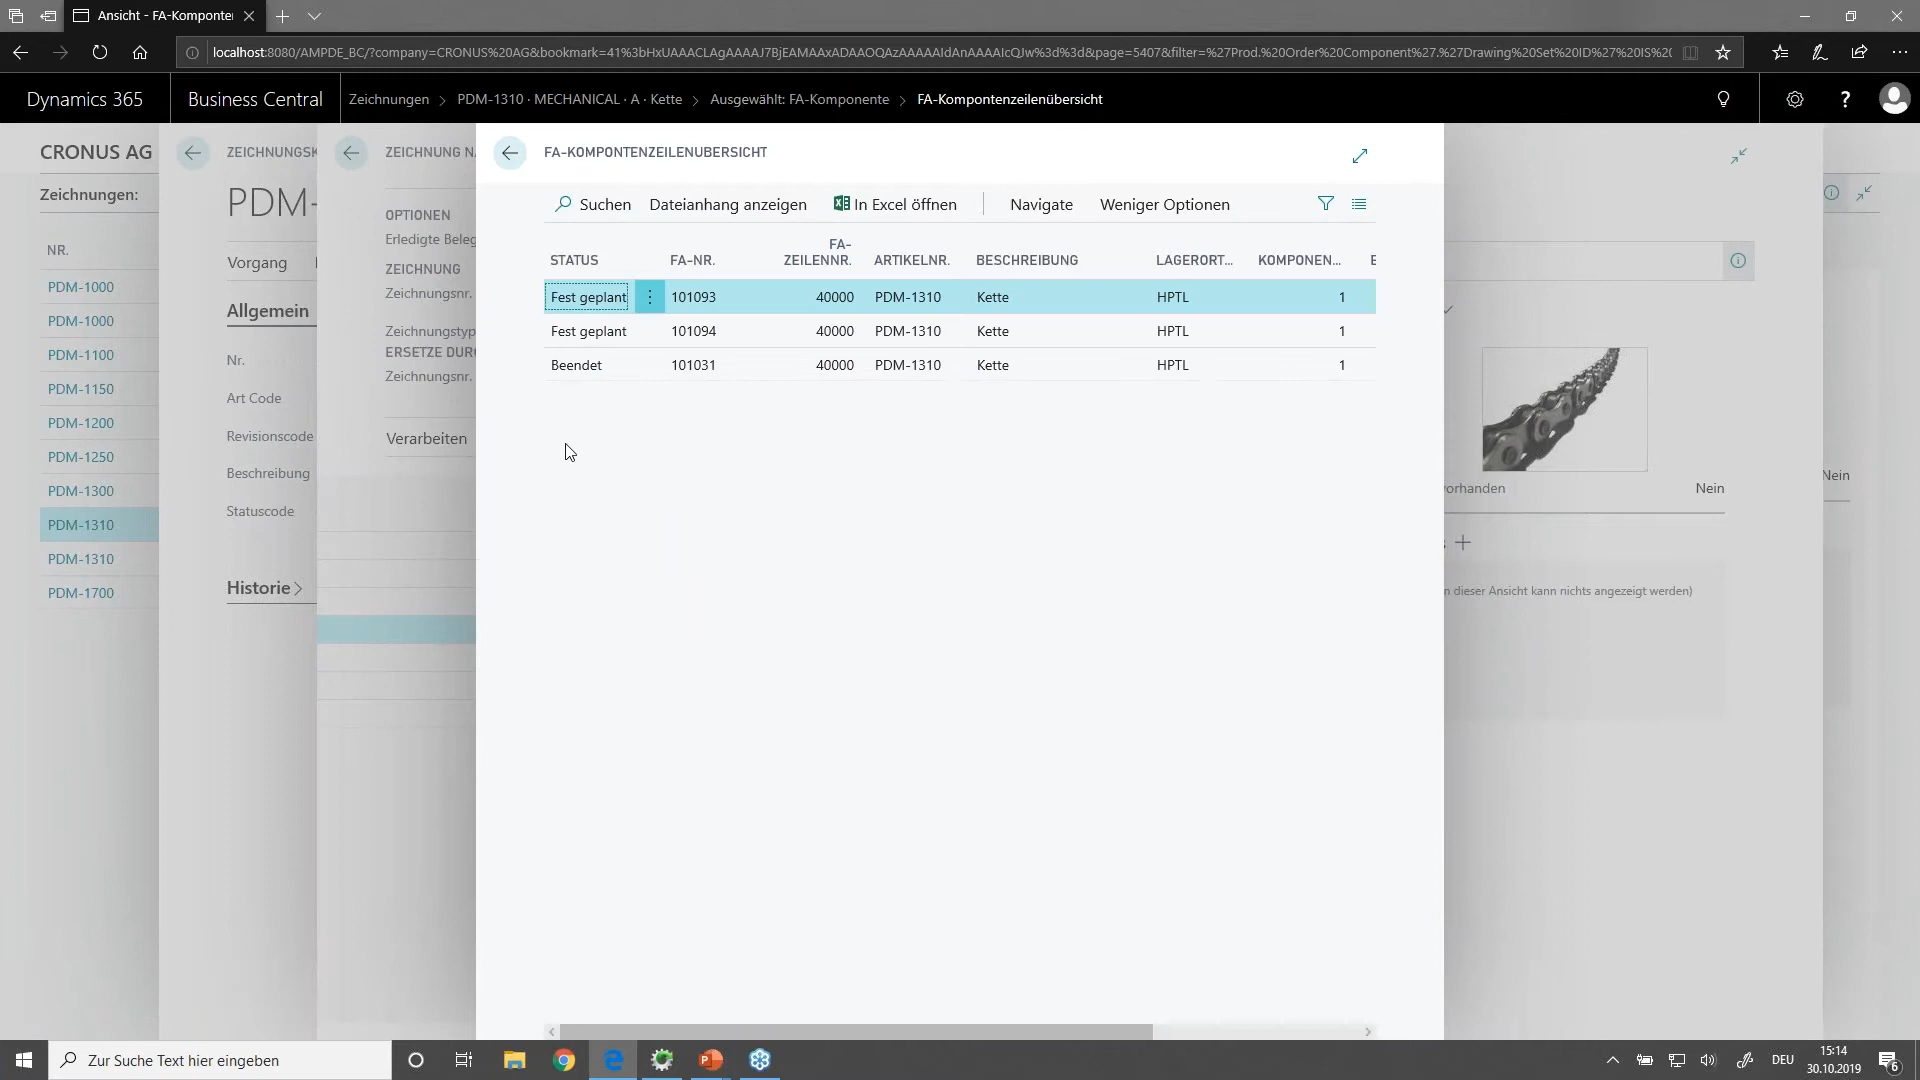 Ansicht - FA-Komponter
localhost:8080/AMPDE_BC/?company=CRONUS%20AG&bookmark=41%3bHxUAAACLAgAAAAJ7BjEAMAAxADAAOQAzAAAAAIdAnAAAAIcQJw%3d%3d&page=5407&filter=%27Prod.%20Order%20Component%27.%27Drawing%20Set%20ID%27%20IS%20
Dynamics 365
Business Central
Zeichnungen > PDM-1310 · MECHANICAL · A · Kette > Ausgewählt: FA-Komponente > FA-Kompontenzeilenübersicht
CRONUS AG
Zeichnungen:
NR.
PDM-1000
PDM-1000
PDM-1100
PDM-1150
PDM-1200
PDM-1250
PDM-1300
PDM-1310
PDM-1310
PDM-1700
ZEICHNUNGSK
PDM-
Vorgang
Allgemein
Nr.
Art Code
Revisionscode
Beschreibung
Statuscode
Historie >
ZEICHNUNG N
OPTIONEN
Erledigte Beleg
ZEICHNUNG
Zeichnungsnr.
Zeichnungstyp
ERSETZE DUR
Zeichnungsnr.
Verarbeiten
FA-KOMPONTENZEILENÜBERSICHT
Suchen Dateianhang anzeigen In Excel öffnen Navigate Weniger Optionen
STATUS FA-NR. FA-ZEILENNR. ARTIKELNR. BESCHREIBUNG LAGERORT... KOMPONEN... E
Fest geplant 101093 40000 PDM-1310 Kette HPTL 1
Fest geplant 101094 40000 PDM-1310 Kette HPTL 1
Beendet 101031 40000 PDM-1310 Kette HPTL 1
vorhanden Nein
Nein
n dieser Ansicht kann nichts angezeigt werden)
Zur Suche Text hier eingeben
DEU
15:14
30.10.2019
6